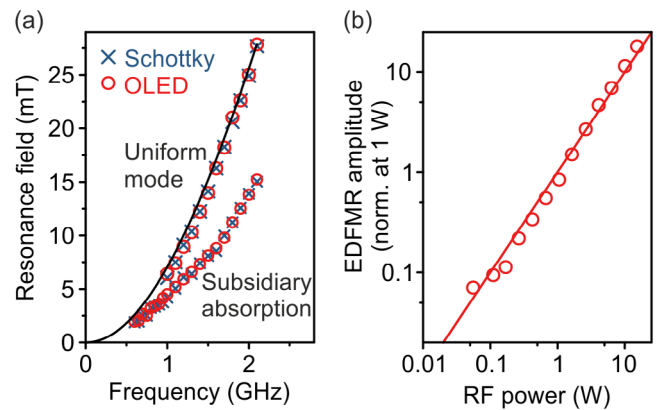 (a)
Schottky
OLED
Uniform
mode
Subsidiary
absorption
Resonance field (mT)
25
20
15
10
5
0
0
1
2
Frequency (GHz)
(b)
EDFMR amplitude
(norm. at 1 W)
10
1
0.1
0.01
0.1
1
10
RF power (W)